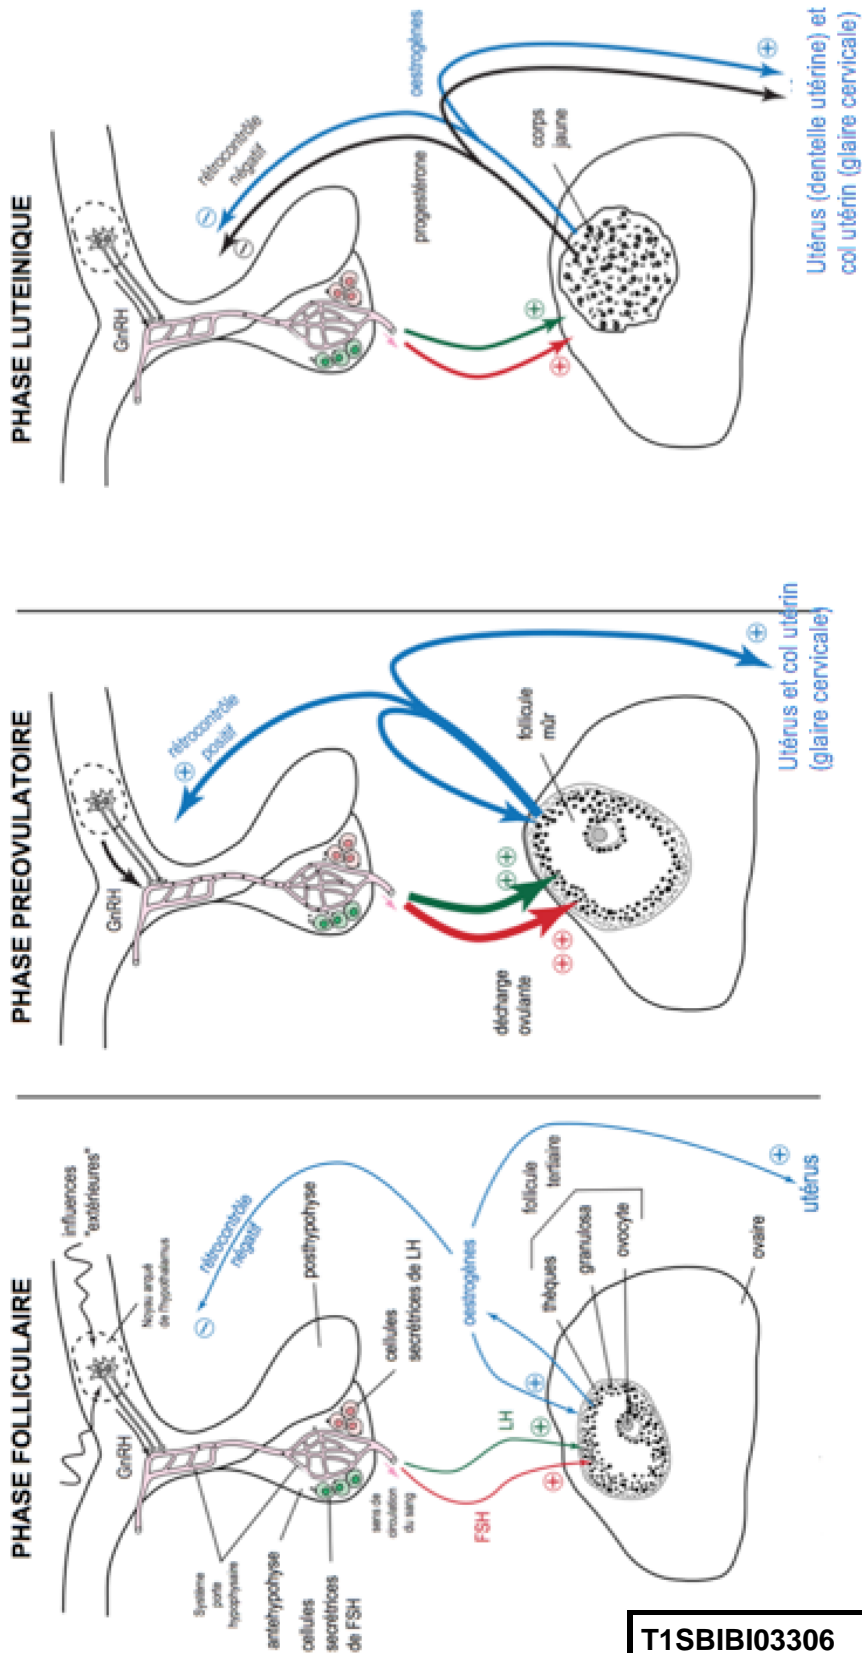 PHASE FOLLICULAIRE
influences
"extérieures"
Noyau arqué
de l'hypothalamus
GnRH
Système
porte
hypophysaire
antehypophyse
cellules
secrétrices
de FSH
posthypophyse
cellules
secrétrices de LH
sens de
circulation
du sang
rétrocontrôle
négatif
−
FSH
+
LH
+
oestrogènes
+
thèques
granulosa
ovocyte
follicule
tertiaire
ovaire
+
utérus
PHASE PREOVULATOIRE
GnRH
+
rétrocontrôle
positif
décharge
ovulante
++
++
follicule
mûr
+
Utérus et col utérin
(glaire cervicale)
PHASE LUTEINIQUE
GnRH
rétrocontrôle
négatif
−
−
progestérone
oestrogènes
+
+
corps
jaune
+
Utérus (dentelle utérine) et
col utérin (glaire cervicale)
T1SBIBI03306